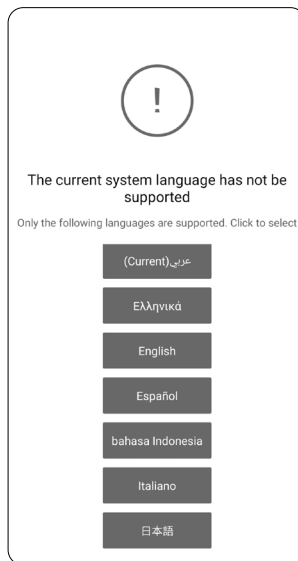 !
The current system language has not be
supported
Only the following languages are supported. Click to select
عربي(Current)
Ελληνικά
English
Español
bahasa Indonesia
Italiano
日本語